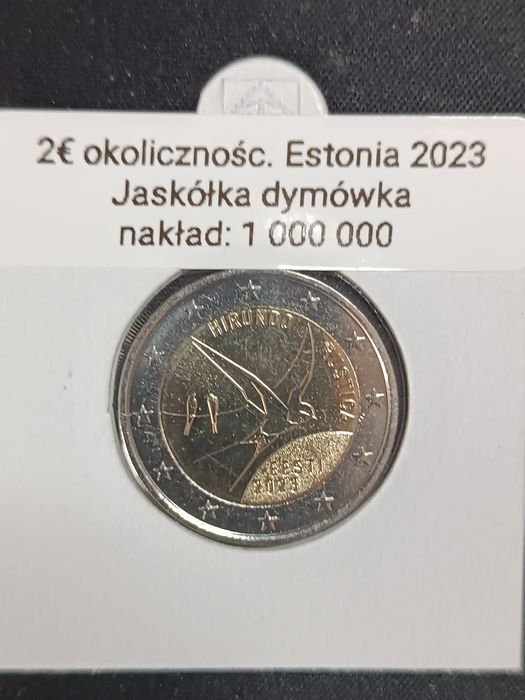 2€ okolicznośc. Estonia 2023
Jaskółka dymówka
nakład: 1 000 000
HIRUNDO RUSTICA
EESTI
2023